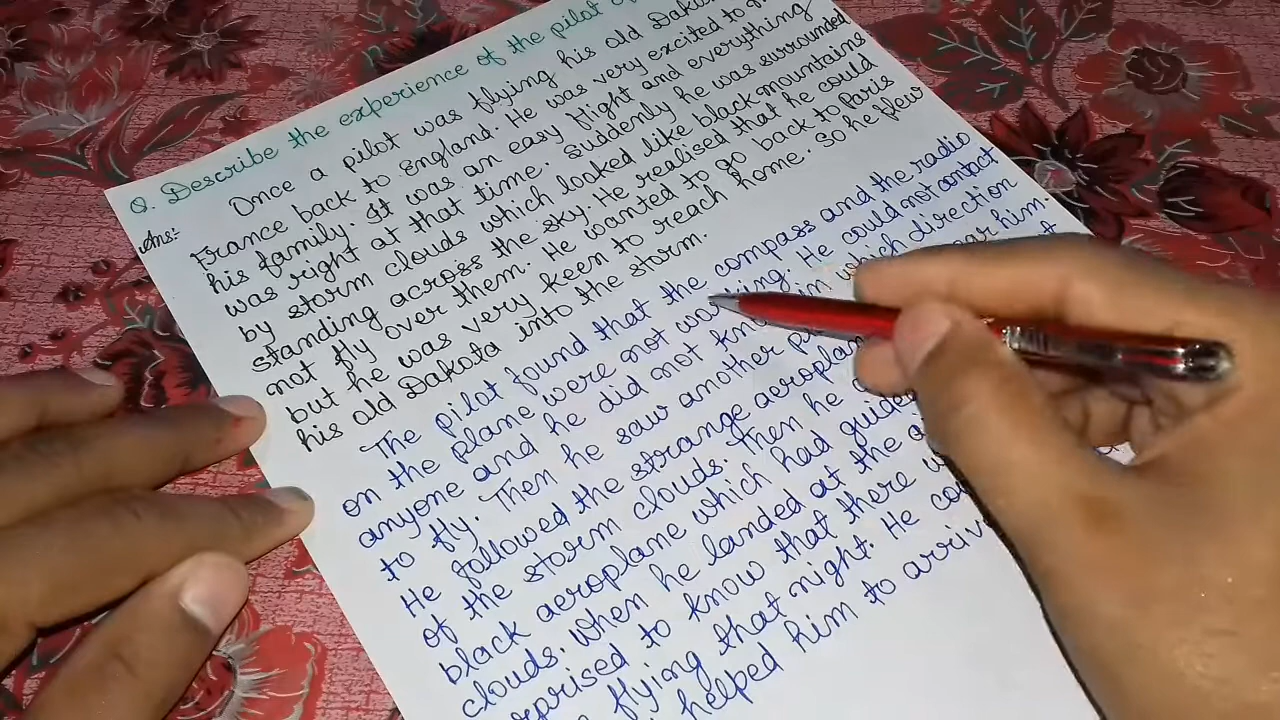 Q. Describe the experience of the pilot of
Ans:- Once a pilot was flying his old
France back to England. He was very excited to
his family. It was an easy flight and everything
was right at that time. Suddenly he was surrounded
by storm clouds which looked like black mountains
standing across the sky. He realised that he could
not fly over them. He wanted to go back to Paris
but he was very keen to reach home. So he flew
his old Dakota into the storm.
The pilot found that the compass and the radio
on the plane were not working. He could not contact
anyone and he did not in which direction
to fly. Then he saw another him.
He followed the strange
of the storm clouds. Then he
black aeroplane which had
clouds. When he landed at the
to know that there
flying that night. He
helped him to